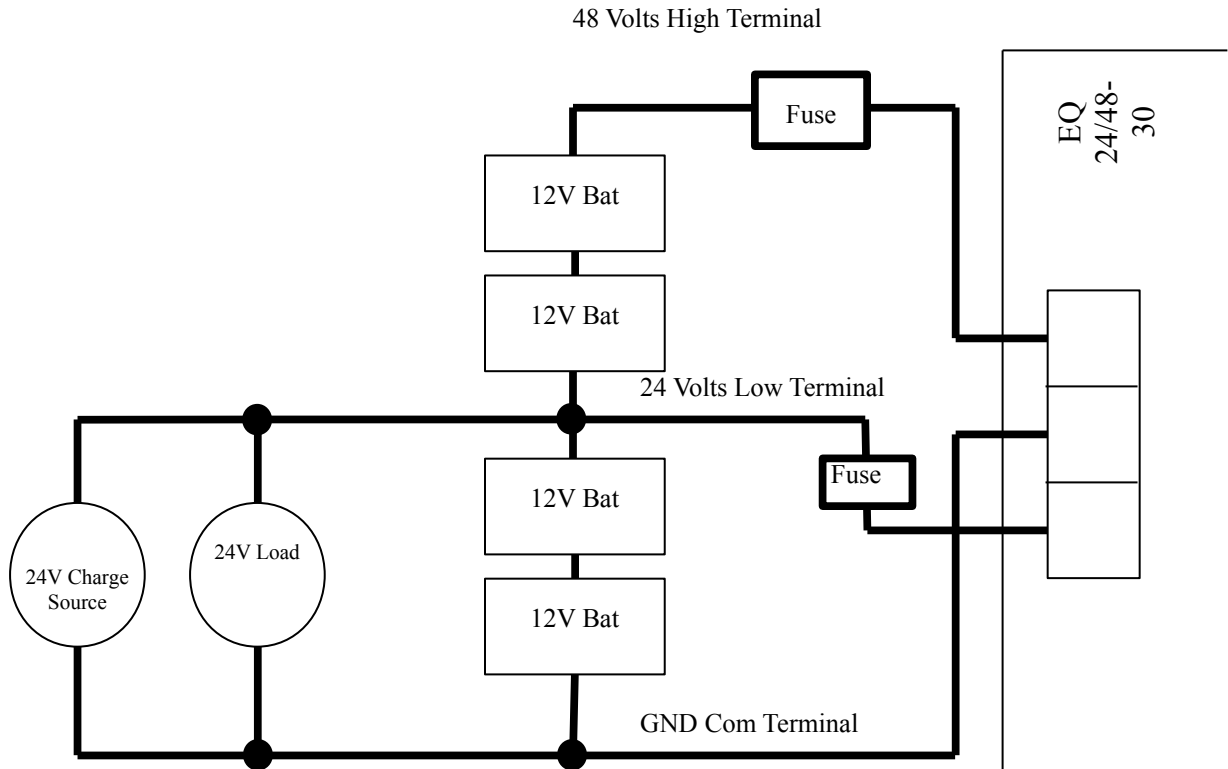 48 Volts High Terminal
EQ
24/48-
30
Fuse
12V Bat
12V Bat
24 Volts Low Terminal
Fuse
12V Bat
24V Load
24V Charge
Source
12V Bat
GND Com Terminal